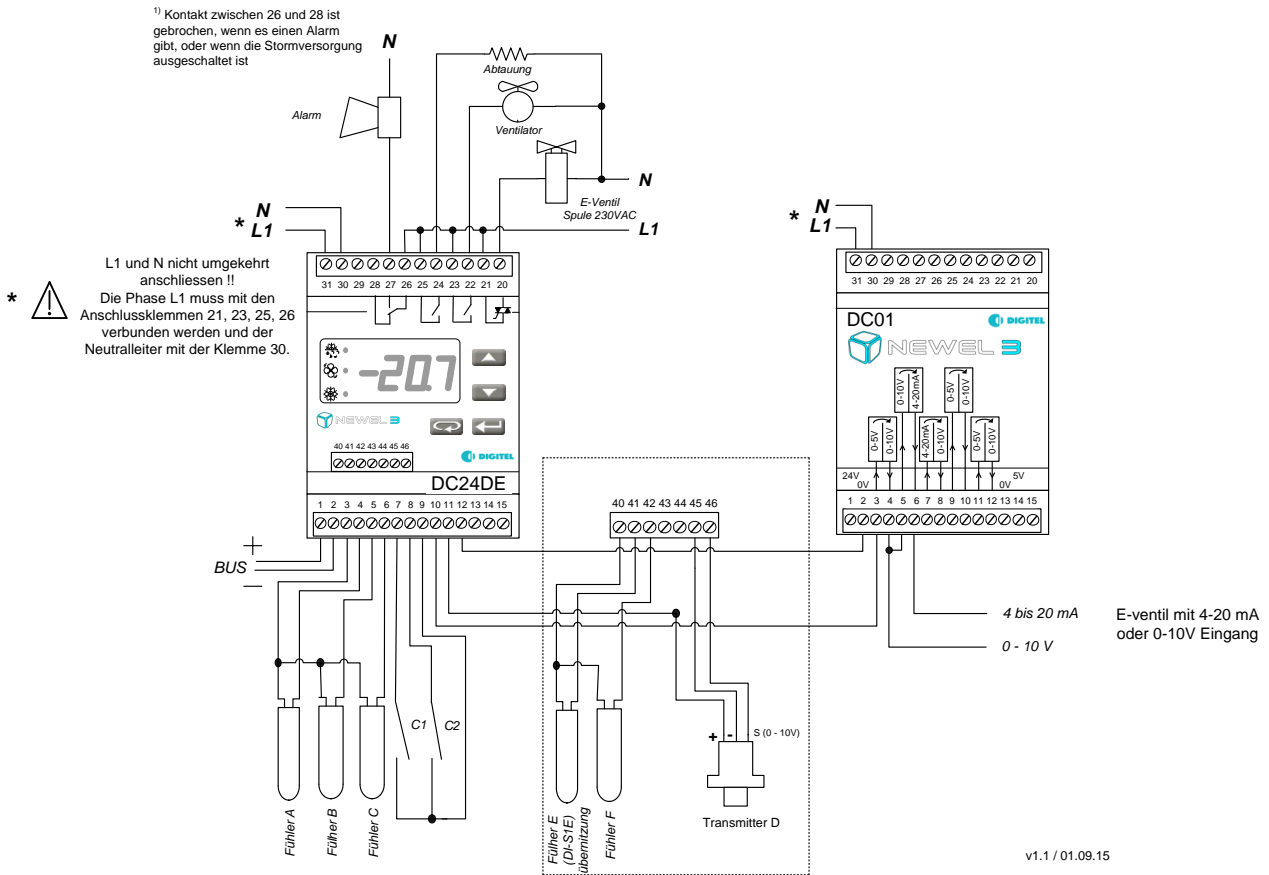 1) Kontakt zwischen 26 und 28 ist
gebrochen, wenn es einen Alarm
gibt, oder wenn die Stormversorgung
ausgeschaltet ist
N
Abtauung
Alarm
Ventilator
N
E-Ventil
Spule 230VAC
L1
* N
L1
* N
L1
L1 und N nicht umgekehrt
anschliessen !!
* Die Phase L1 muss mit den
Anschlussklemmen 21, 23, 25, 26
verbunden werden und der
Neutralleiter mit der Klemme 30.
31 30 29 28 27 26 25 24 23 22 21 20
-20.7
NEWEL 3
40 41 42 43 44 45 46
DIGITEL
DC24DE
1 2 3 4 5 6 7 8 9 10 11 12 13 14 15
31 30 29 28 27 26 25 24 23 22 21 20
DC01
DIGITEL
NEWEL 3
0-5V 0-10V
0-10V 4-20mA
4-20mA 0-10V
0-5V 0-10V
0-5V 0-10V
24V
0V
0V
5V
1 2 3 4 5 6 7 8 9 10 11 12 13 14 15
40 41 42 43 44 45 46
+
BUS
—
4 bis 20 mA
0 - 10 V
E-ventil mit 4-20 mA
oder 0-10V Eingang
C1
C2
+ - S (0 - 10V)
Fühler A
Fülher B
Fühler C
Fülher E
(DI-S1E)
übernitzung
Fühler F
Transmitter D
v1.1 / 01.09.15